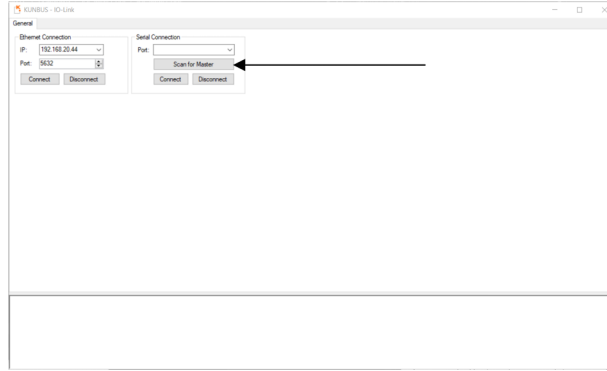 KUNBUS - IO-Link
General
Ethernet Connection
IP: 192.168.20.44
Port: 5632
Connect Disconnect
Serial Connection
Port:
Scan for Master
Connect Disconnect